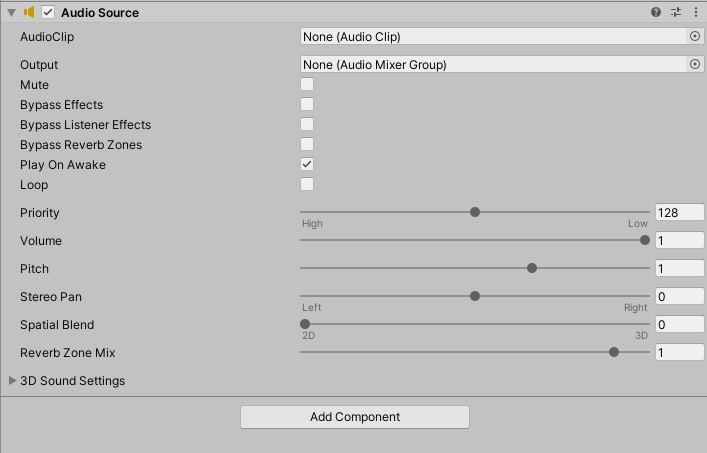 Audio Source
AudioClip None (Audio Clip)
Output None (Audio Mixer Group)
Mute
Bypass Effects
Bypass Listener Effects
Bypass Reverb Zones
Play On Awake
Loop
Priority 128
High Low
Volume 1
Pitch 1
Stereo Pan 0
Left Right
Spatial Blend 0
2D 3D
Reverb Zone Mix 1
3D Sound Settings
Add Component